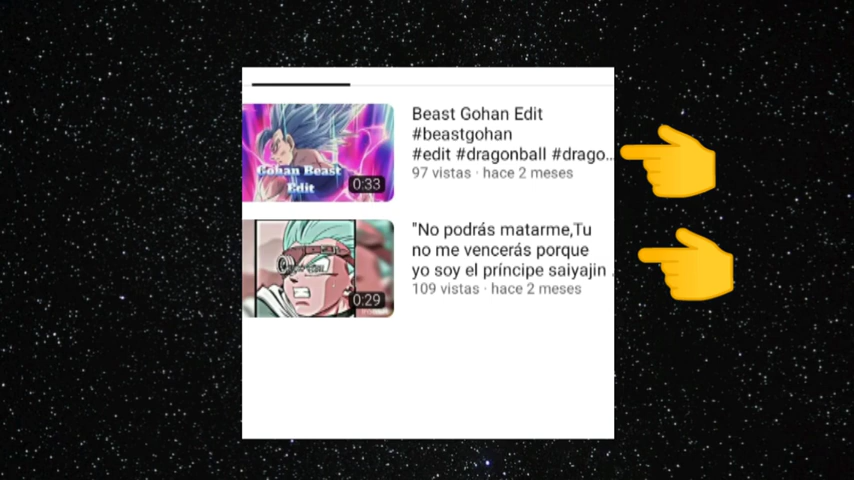 Beast Gohan Edit
#beastgohan
#edit #dragonball #drago...
97 vistas · hace 2 meses
Gohan Beast
Edit
0:33
"No podrás matarme,Tu
no me vencerás porque
yo soy el príncipe saiyajin .
109 vistas · hace 2 meses
0:29